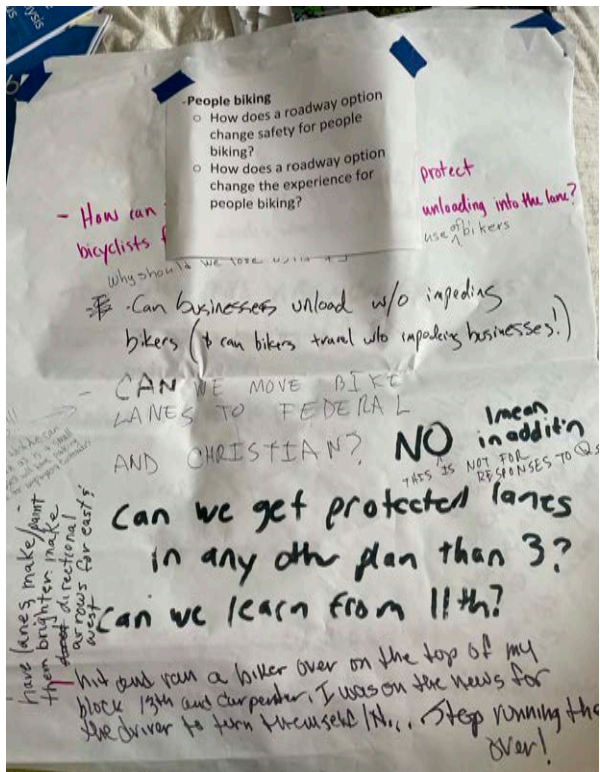 ysis
-People biking
○ How does a roadway option
change safety for people
biking?
○ How does a roadway option
change the experience for
people biking?
- How can
protect
bicyclists
unloading into the lane?
use of bikers
why should we lose
- Can businesses unload w/o impeding
bikers (& can bikers travel w/o impeding businesses!)
- CAN WE MOVE BIKE
LANES TO FEDERAL
AND CHRISTIAN?
NO
I mean
in addit'n
THIS IS NOT FOR
RESPONSES TO Qs
Can we get protected lanes
in any othr plan than 3?
Can we learn from 11th?
- have lanes make/paint
them brighter. make
directional
arrows for east &
west
- hit and ran a biker over on the top of my
block 13th and Carpenter. I was on the news for
the driver to turn themself IN... Stop running the
over!